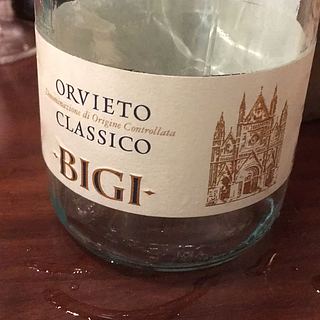 ORVIETO
Denominazione di Origine Controllata
CLASSICO
·BIGI·